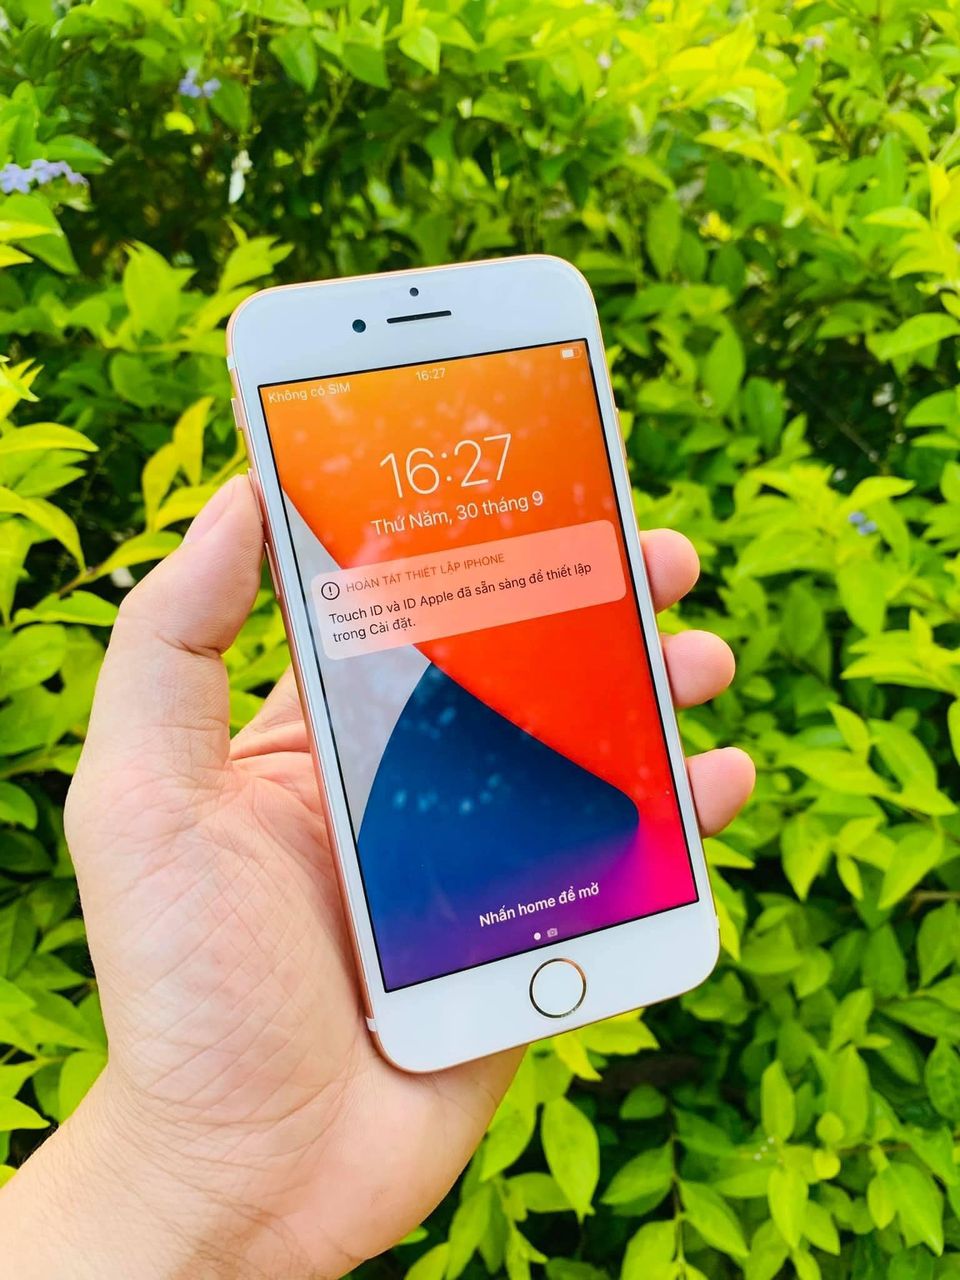 Không có SIM
16:27
16:27
Thứ Năm, 30 tháng 9
HOÀN TẤT THIẾT LẬP IPHONE
Touch ID và ID Apple đã sẵn sàng để thiết lập
trong Cài đặt.
Nhấn home để mở